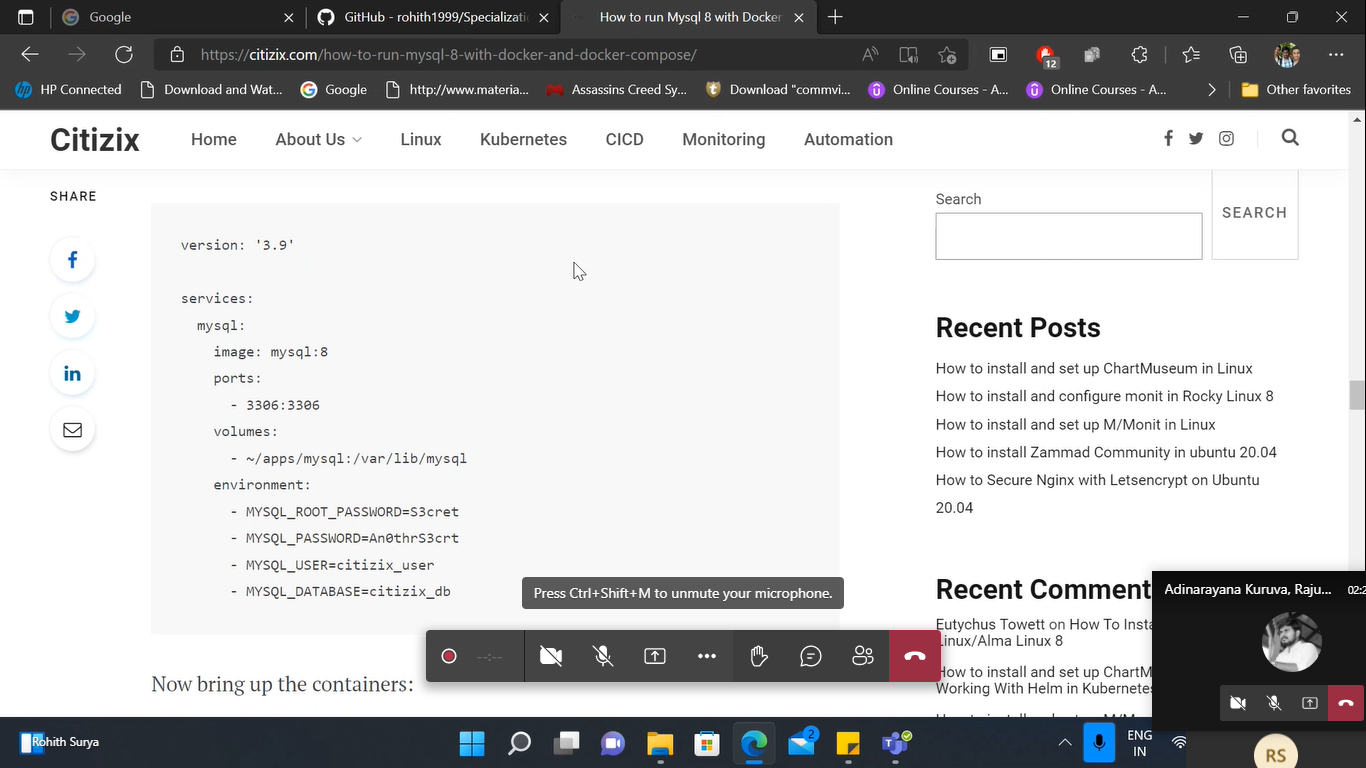 Google
GitHub - rohith1999/Specializati
How to run Mysql 8 with Docker
https://citizix.com/how-to-run-mysql-8-with-docker-and-docker-compose/
12
HP Connected
Download and Wat...
Google
http://www.materia...
Assassins Creed Sy...
Download "commvi...
Online Courses - A...
Online Courses - A...
Other favorites
Citizix
Home
About Us
Linux
Kubernetes
CICD
Monitoring
Automation
SHARE
version: '3.9'
services:
mysql:
image: mysql:8
ports:
- 3306:3306
volumes:
- ~/apps/mysql:/var/lib/mysql
environment:
- MYSQL_ROOT_PASSWORD=S3cret
- MYSQL_PASSWORD=An0thrS3crt
- MYSQL_USER=citizix_user
- MYSQL_DATABASE=citizix_db
Now bring up the containers:
Search
SEARCH
Recent Posts
How to install and set up ChartMuseum in Linux
How to install and configure monit in Rocky Linux 8
How to install and set up M/Monit in Linux
How to install Zammad Community in ubuntu 20.04
How to Secure Nginx with Letsencrypt on Ubuntu
20.04
Recent Comment
Eutychus Towett on How To Insta
Linux/Alma Linux 8
How to install and set up ChartM
Working With Helm in Kubernetes
Press Ctrl+Shift+M to unmute your microphone.
--:--
Adinarayana Kuruva, Raju...
02:2
Rohith Surya
2
ENG
IN
RS